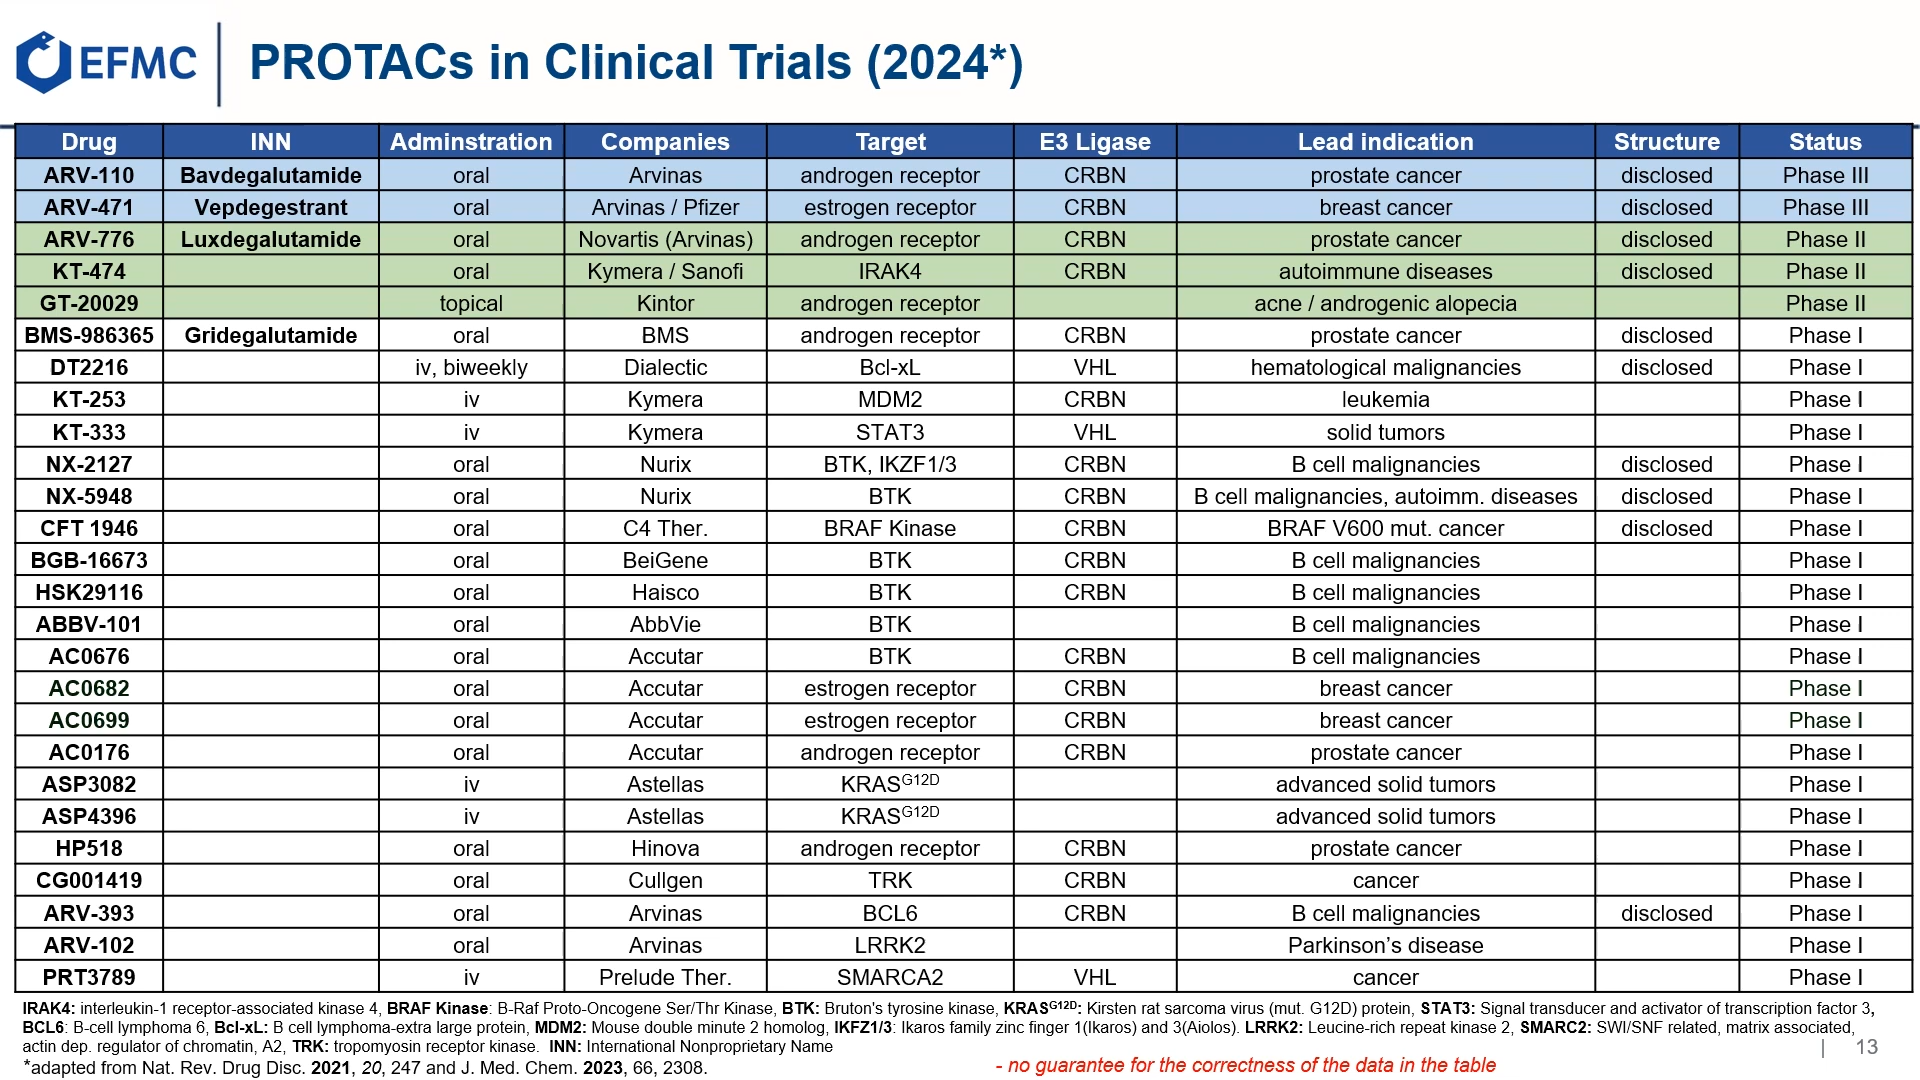 EFMC
PROTACs in Clinical Trials (2024*)
Drug INN Adminstration Companies Target E3 Ligase Lead indication Structure Status
ARV-110 Bavdegalutamide oral Arvinas androgen receptor CRBN prostate cancer disclosed Phase III
ARV-471 Vepdegestrant oral Arvinas / Pfizer estrogen receptor CRBN breast cancer disclosed Phase III
ARV-776 Luxdegalutamide oral Novartis (Arvinas) androgen receptor CRBN prostate cancer disclosed Phase II
KT-474 oral Kymera / Sanofi IRAK4 CRBN autoimmune diseases disclosed Phase II
GT-20029 topical Kintor androgen receptor acne / androgenic alopecia Phase II
BMS-986365 Gridegalutamide oral BMS androgen receptor CRBN prostate cancer disclosed Phase I
DT2216 iv, biweekly Dialectic Bcl-xL VHL hematological malignancies disclosed Phase I
KT-253 iv Kymera MDM2 CRBN leukemia Phase I
KT-333 iv Kymera STAT3 VHL solid tumors Phase I
NX-2127 oral Nurix BTK, IKZF1/3 CRBN B cell malignancies disclosed Phase I
NX-5948 oral Nurix BTK CRBN B cell malignancies, autoimm. diseases disclosed Phase I
CFT 1946 oral C4 Ther. BRAF Kinase CRBN BRAF V600 mut. cancer disclosed Phase I
BGB-16673 oral BeiGene BTK CRBN B cell malignancies Phase I
HSK29116 oral Haisco BTK CRBN B cell malignancies Phase I
ABBV-101 oral AbbVie BTK B cell malignancies Phase I
AC0676 oral Accutar BTK CRBN B cell malignancies Phase I
AC0682 oral Accutar estrogen receptor CRBN breast cancer Phase I
AC0699 oral Accutar estrogen receptor CRBN breast cancer Phase I
AC0176 oral Accutar androgen receptor CRBN prostate cancer Phase I
ASP3082 iv Astellas KRASG12D advanced solid tumors Phase I
ASP4396 iv Astellas KRASG12D advanced solid tumors Phase I
HP518 oral Hinova androgen receptor CRBN prostate cancer Phase I
CG001419 oral Cullgen TRK CRBN cancer Phase I
ARV-393 oral Arvinas BCL6 CRBN B cell malignancies disclosed Phase I
ARV-102 oral Arvinas LRRK2 Parkinson’s disease Phase I
PRT3789 iv Prelude Ther. SMARCA2 VHL cancer Phase I
IRAK4: interleukin-1 receptor-associated kinase 4, BRAF Kinase: B-Raf Proto-Oncogene Ser/Thr Kinase, BTK: Bruton's tyrosine kinase, KRASG12D: Kirsten rat sarcoma virus (mut. G12D) protein, STAT3: Signal transducer and activator of transcription factor 3,
BCL6: B-cell lymphoma 6, Bcl-xL: B cell lymphoma-extra large protein, MDM2: Mouse double minute 2 homolog, IKFZ1/3: Ikaros family zinc finger 1(Ikaros) and 3(Aiolos). LRRK2: Leucine-rich repeat kinase 2, SMARC2: SWI/SNF related, matrix associated,
actin dep. regulator of chromatin, A2, TRK: tropomyosin receptor kinase. INN: International Nonproprietary Name
*adapted from Nat. Rev. Drug Disc. 2021, 20, 247 and J. Med. Chem. 2023, 66, 2308.
- no guarantee for the correctness of the data in the table
| 13